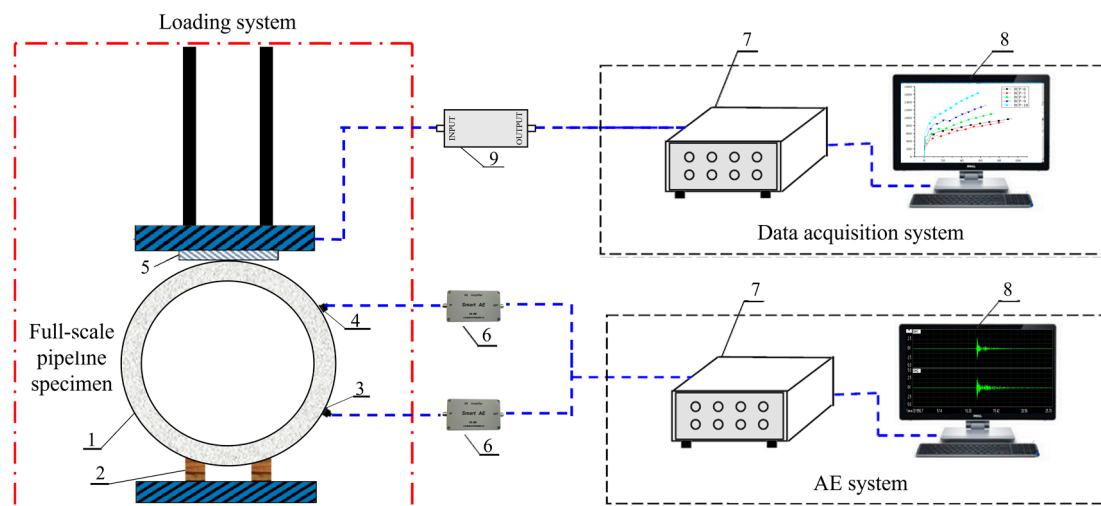 Loading system
7
8
INPUT
OUTPUT
9
Data acquisition system
5
Full-scale
pipeline
specimen
4
Smart AE
6
7
8
3
Smart AE
6
1
2
AE system